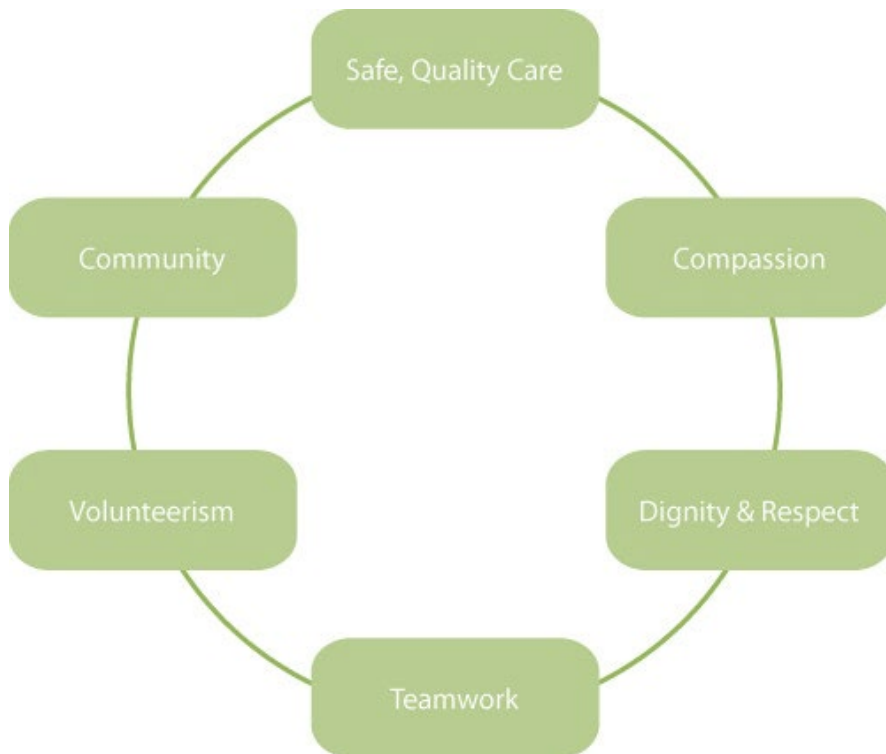 Safe, Quality Care
Community
Compassion
Volunteerism
Dignity & Respect
Teamwork